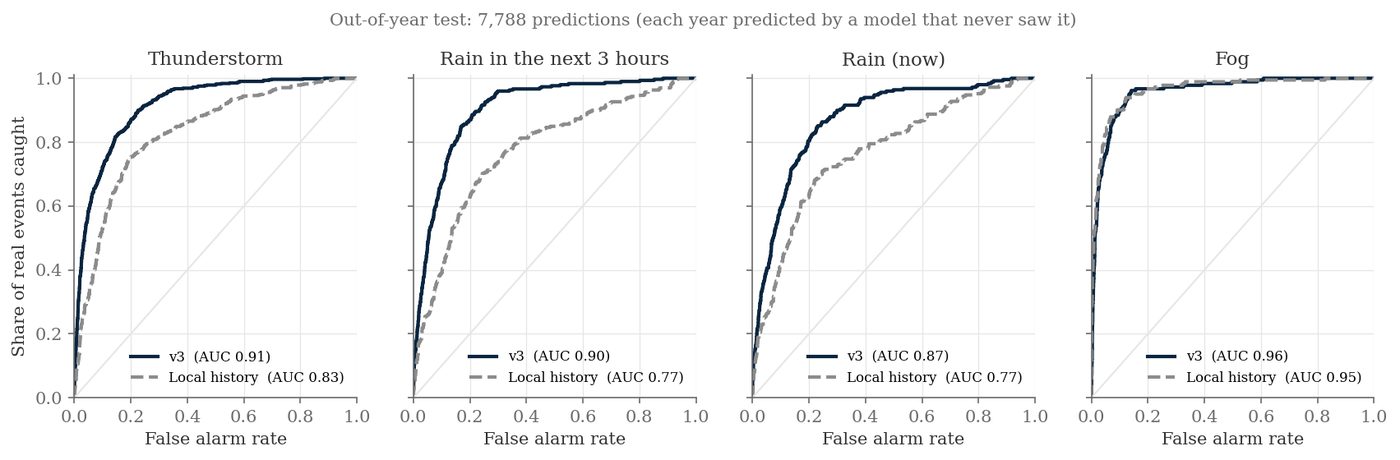 Out-of-year test: 7,788 predictions (each year predicted by a model that never saw it)
Thunderstorm
Rain in the next 3 hours
Rain (now)
Fog
Share of real events caught
1.0
0.8
0.6
0.4
0.2
0.0
v3 (AUC 0.91)
Local history (AUC 0.83)
v3 (AUC 0.90)
Local history (AUC 0.77)
v3 (AUC 0.87)
Local history (AUC 0.77)
v3 (AUC 0.96)
Local history (AUC 0.95)
0.0 0.2 0.4 0.6 0.8 1.0
0.0 0.2 0.4 0.6 0.8 1.0
0.0 0.2 0.4 0.6 0.8 1.0
0.0 0.2 0.4 0.6 0.8 1.0
False alarm rate
False alarm rate
False alarm rate
False alarm rate